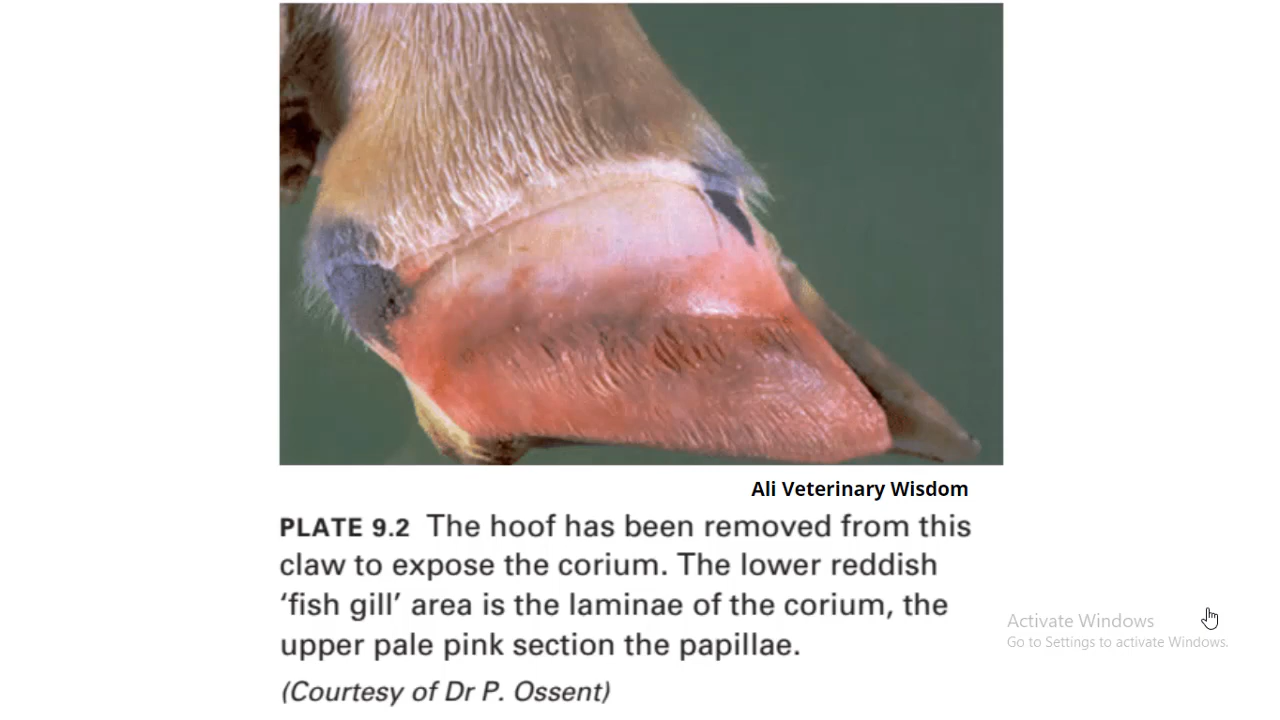 Ali Veterinary Wisdom
PLATE 9.2 The hoof has been removed from this
claw to expose the corium. The lower reddish
‘fish gill’ area is the laminae of the corium, the
upper pale pink section the papillae.
(Courtesy of Dr P. Ossent)
Activate Windows
Go to Settings to activate Windows.